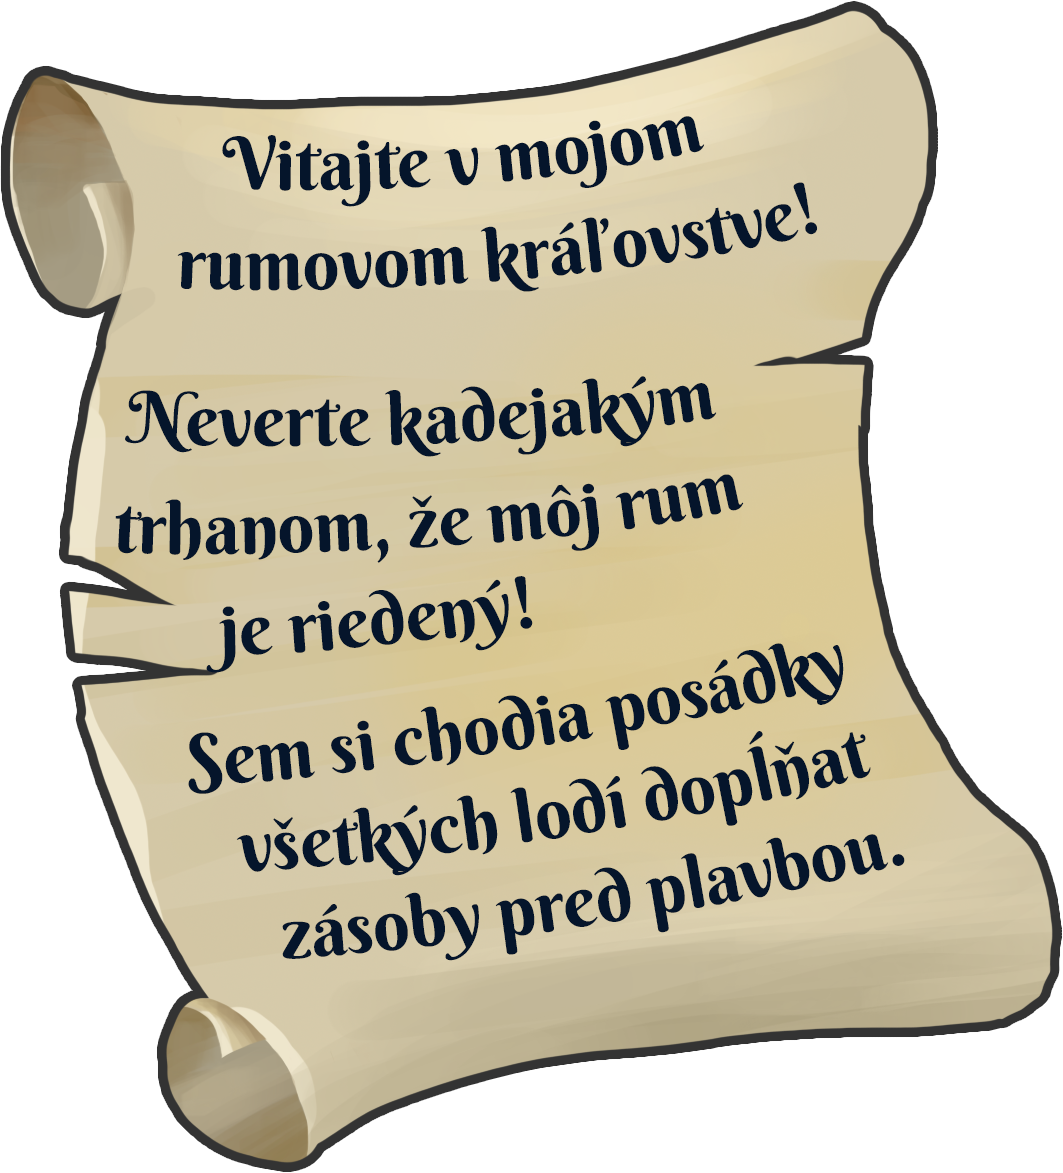 Vitajte v mojom
rumovom kráľovstve!
Neverte kadejakým
trhanom, že môj rum
je riedený!
Sem si chodia posádky
všetkých lodí dopĺňat
zásoby pred plavbou.